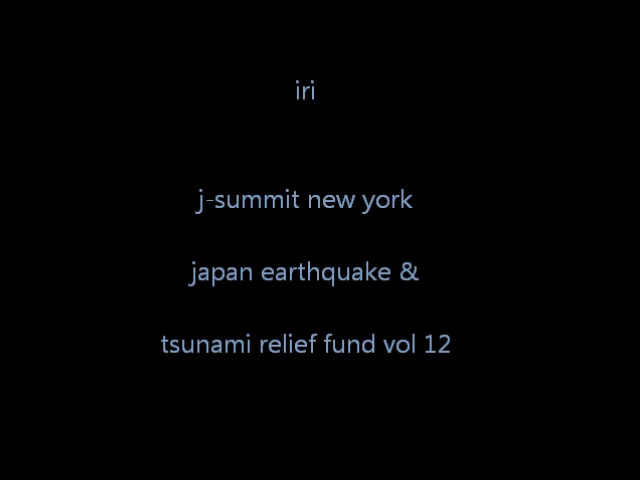 iri
j-summit new york
japan earthquake &
tsunami relief fund vol 12